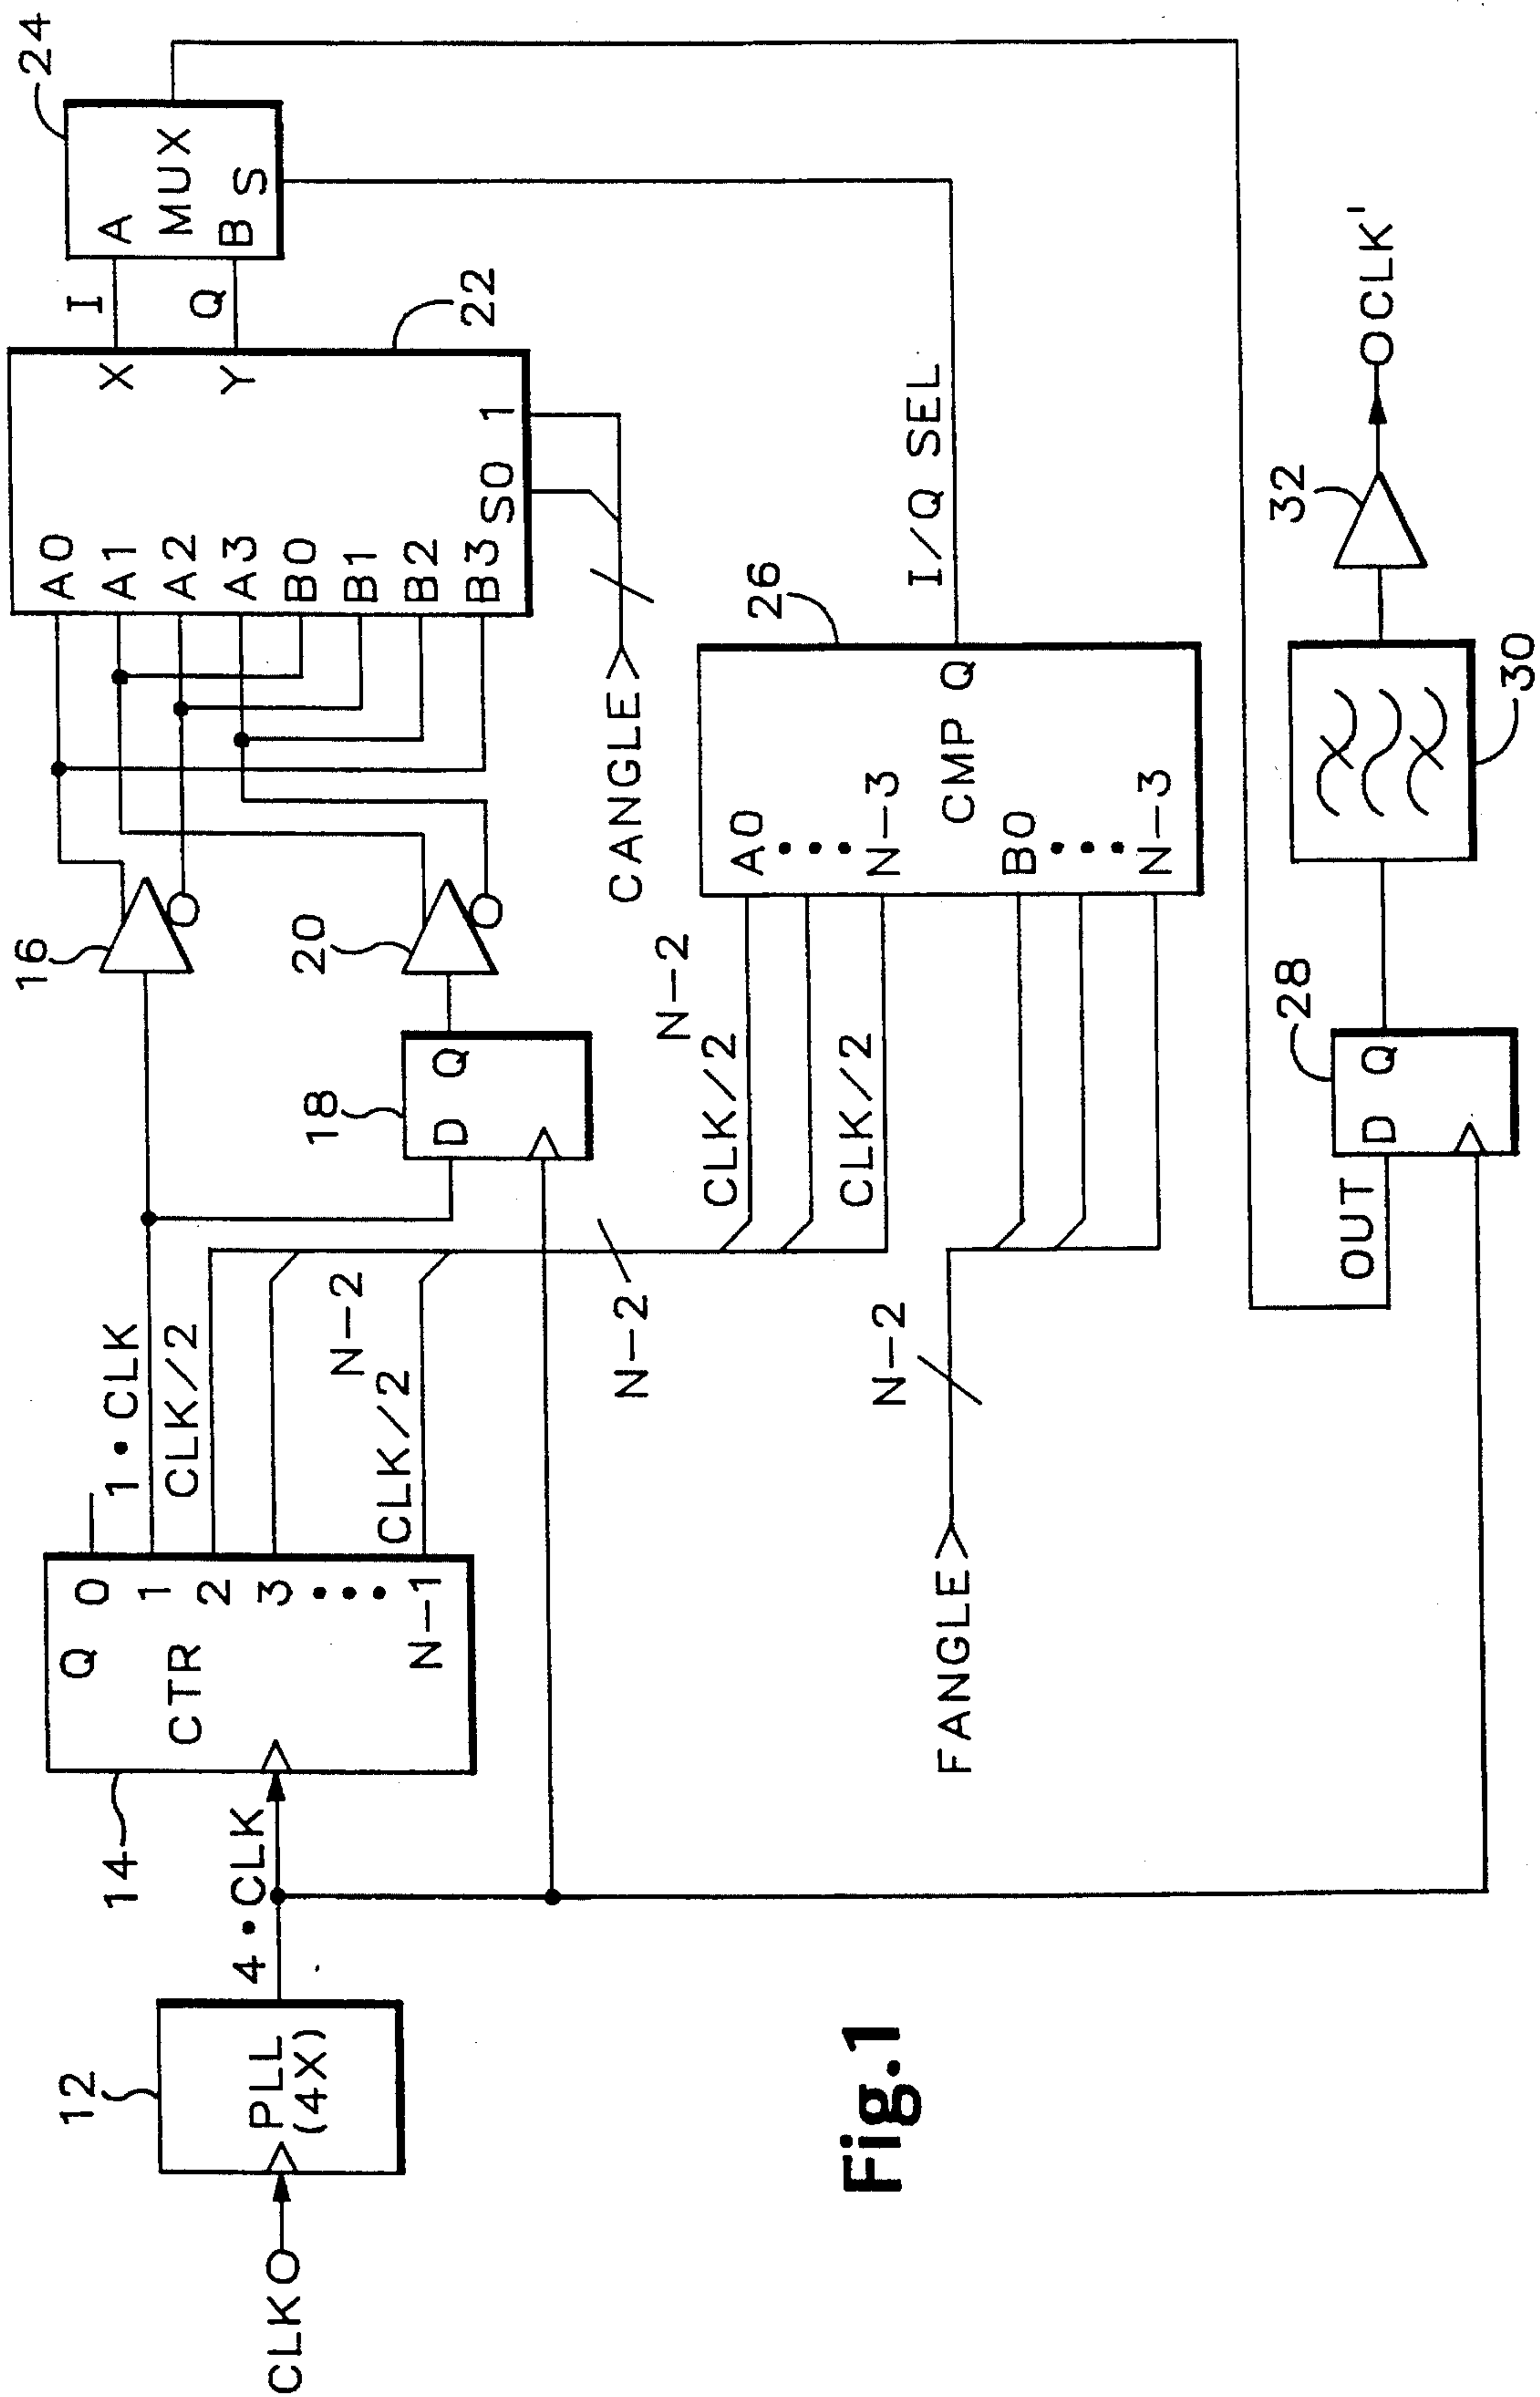 CLK
12
PLL
(4X)
4•CLK
14
Q
0
1
2
3
N-1
CTR
1•CLK
CLK/2
N-2
CLK/2
N-2
16
18
D Q
20
A0
A1
A2
A3
B0
B1
B2
B3
S0 1
X
Y
22
I
Q
24
A
MUX
B S
CANGLE>
N-2
CLK/2
CLK/2
A0
N-3
CMP Q
B0
N-3
26
I/Q SEL
FANGLE>
N-2
OUT
D Q
28
30
32
OCLK'
Fig.1